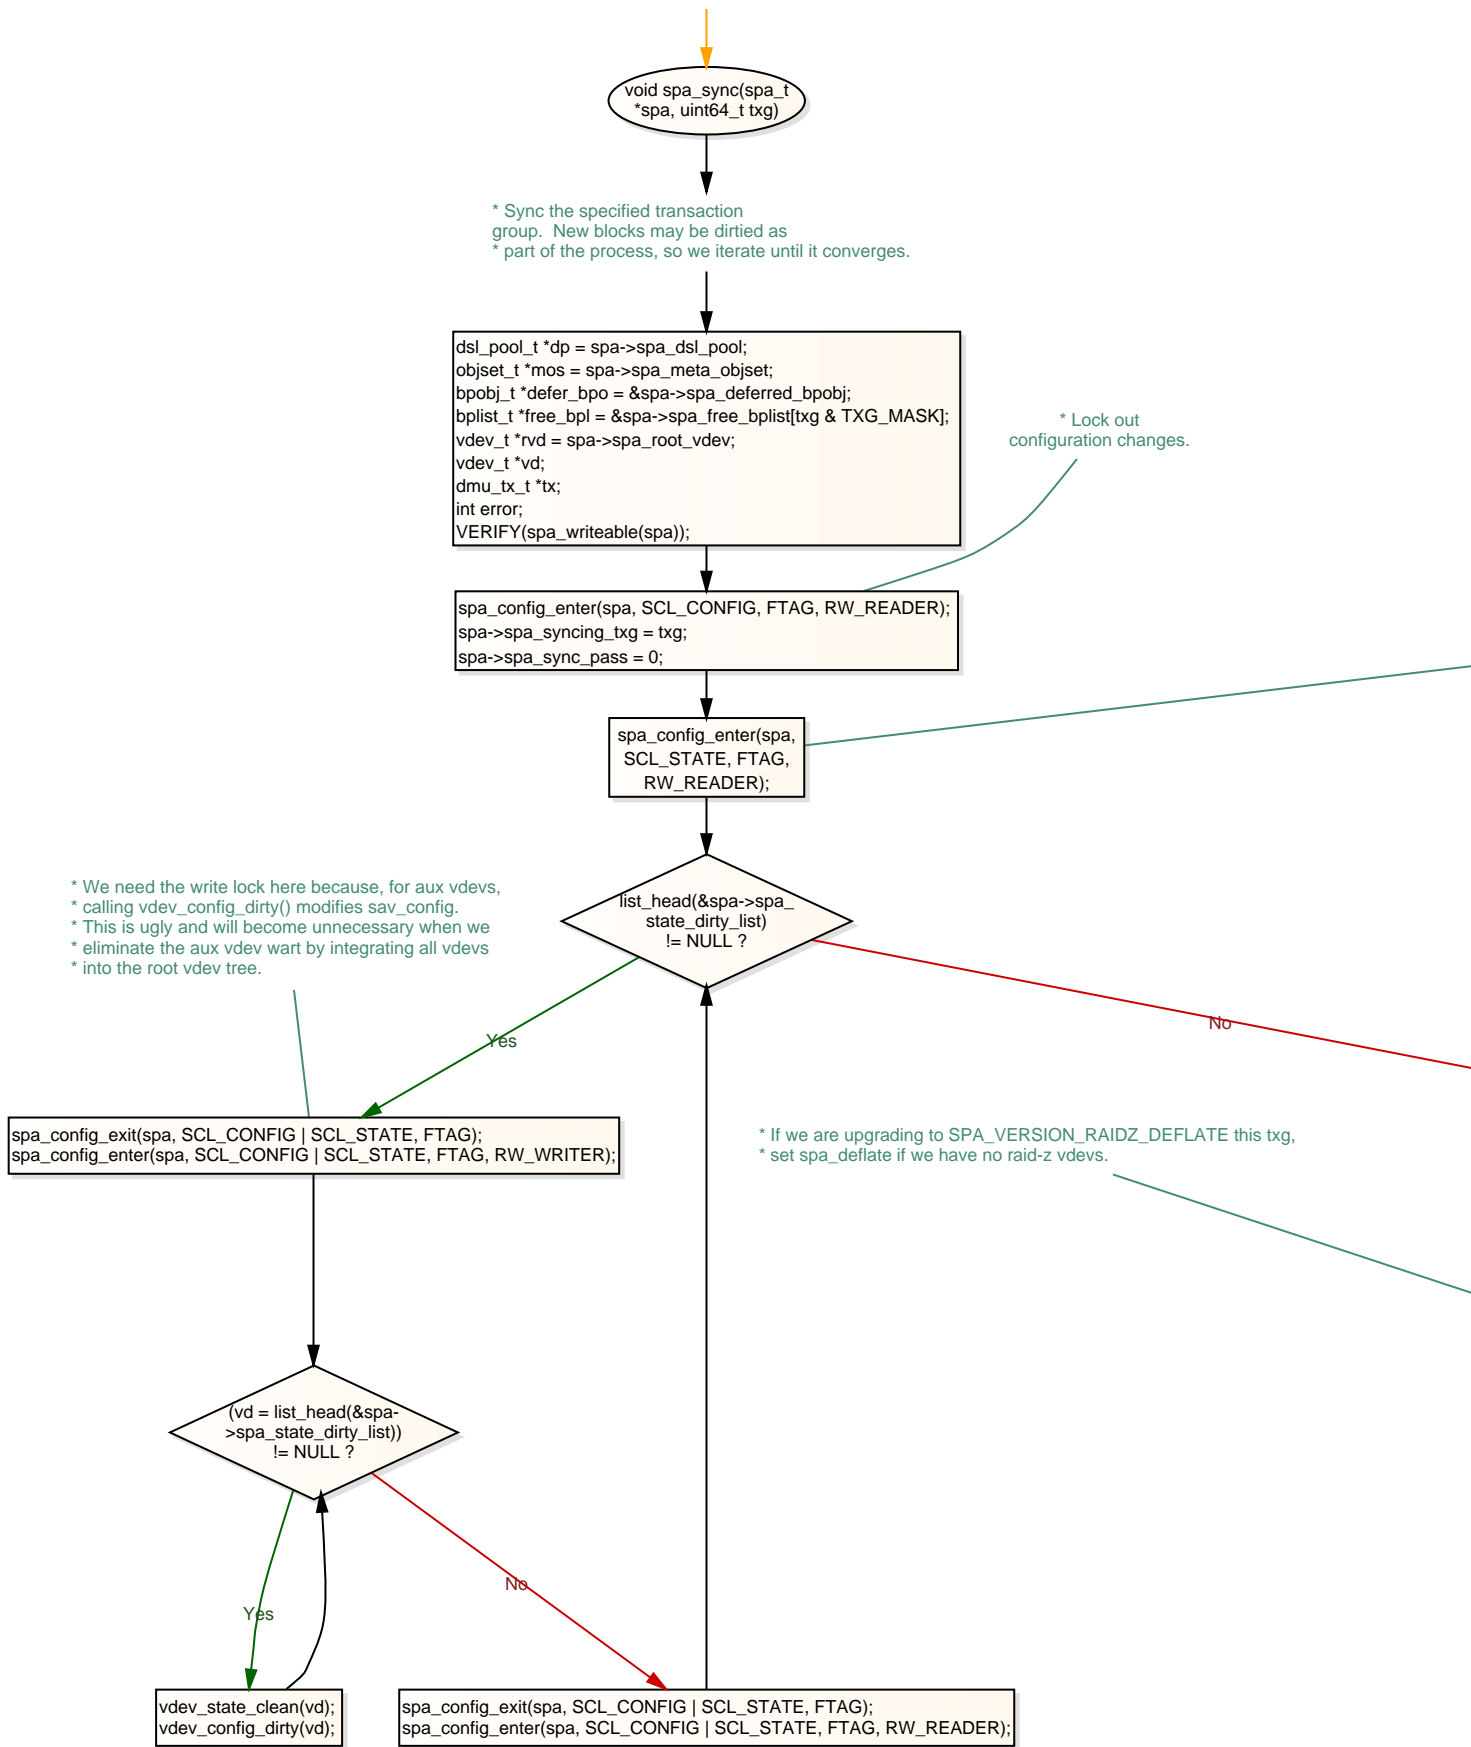 void spa_sync(spa_t
*spa, uint64_t txg)
* Sync the specified transaction
group.  New blocks may be dirtied as
* part of the process, so we iterate until it converges.
dsl_pool_t *dp = spa->spa_dsl_pool;
objset_t *mos = spa->spa_meta_objset;
bpobj_t *defer_bpo = &spa->spa_deferred_bpobj;
bplist_t *free_bpl = &spa->spa_free_bplist[txg & TXG_MASK];
vdev_t *rvd = spa->spa_root_vdev;
vdev_t *vd;
dmu_tx_t *tx;
int error;
VERIFY(spa_writeable(spa));
* Lock out
configuration changes.
spa_config_enter(spa, SCL_CONFIG, FTAG, RW_READER);
spa->spa_syncing_txg = txg;
spa->spa_sync_pass = 0;
spa_config_enter(spa,
SCL_STATE, FTAG,
RW_READER);
list_head(&spa->spa_
state_dirty_list)
!= NULL ?
* We need the write lock here because, for aux vdevs,
* calling vdev_config_dirty() modifies sav_config.
* This is ugly and will become unnecessary when we
* eliminate the aux vdev wart by integrating all vdevs
* into the root vdev tree.
No
Yes
spa_config_exit(spa, SCL_CONFIG | SCL_STATE, FTAG);
spa_config_enter(spa, SCL_CONFIG | SCL_STATE, FTAG, RW_WRITER);
* If we are upgrading to SPA_VERSION_RAIDZ_DEFLATE this txg,
* set spa_deflate if we have no raid-z vdevs.
(vd = list_head(&spa-
>spa_state_dirty_list))
!= NULL ?
No
Yes
vdev_state_clean(vd);
vdev_config_dirty(vd);
spa_config_exit(spa, SCL_CONFIG | SCL_STATE, FTAG);
spa_config_enter(spa, SCL_CONFIG | SCL_STATE, FTAG, RW_READER);